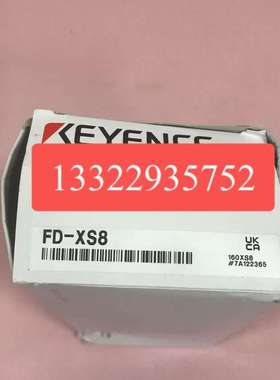 KEYENCE
13322935752
FD-XS8
UK
CA
160XS8
#7A122365